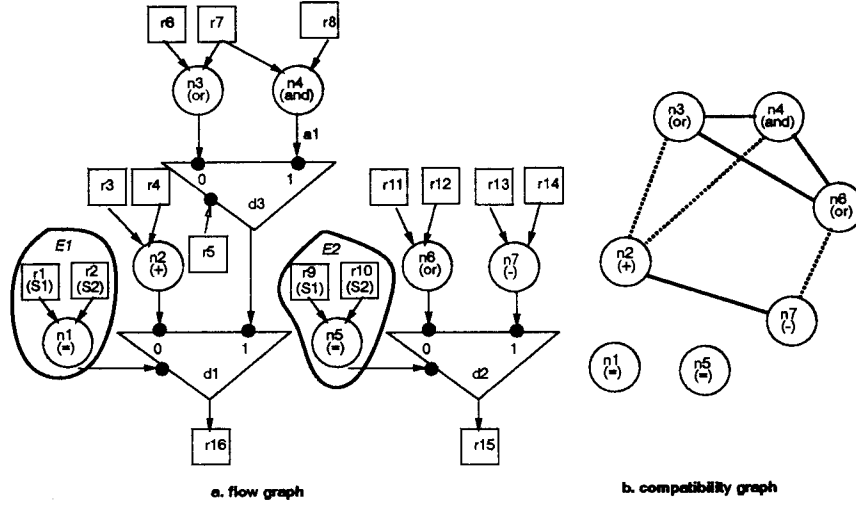 r6 r7 r8
n3 (or)
n4 (and)
a1
0 1
d3
r3 r4
r5
r11 r12 r13 r14
E1
r1 (S1)
r2 (S2)
n1 (=)
n2 (+)
E2
r9 (S1)
r10 (S2)
n5 (=)
n6 (or)
n7 (-)
0 1
d1
0 1
d2
r16
r15
a. flow graph
n3 (or)
n4 (and)
n6 (or)
n2 (+)
n7 (-)
n1 (=)
n5 (=)
b. compatibility graph